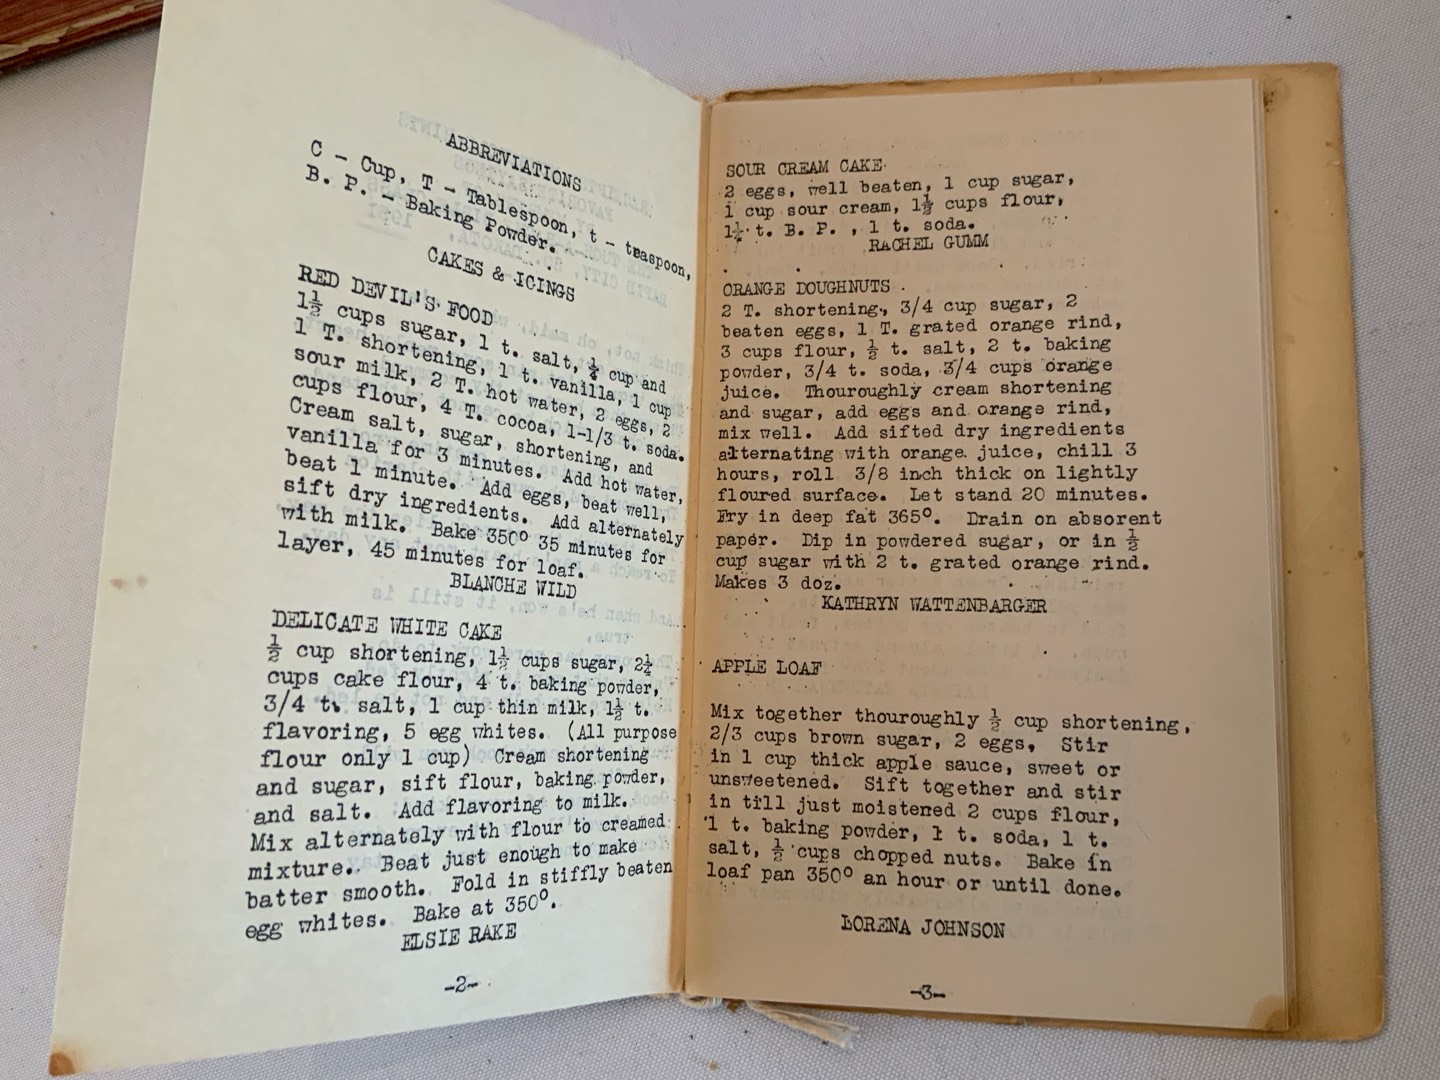 ABBREVIATIONS
C - Cup, T - Tablespoon, t - teaspoon,
B. P. - Baking Powder.
CAKES & ICINGS
RED DEVIL'S FOOD
1½ cups sugar, 1 t. salt, ¼ cup and
1 T. shortening, 1 t. vanilla, 1 cup
sour milk, 2 T. hot water, 2 eggs, 2
cups flour, 4 T. cocoa, 1-1/3 t. soda.
Cream salt, sugar, shortening, and
vanilla for 3 minutes. Add hot water,
beat 1 minute. Add eggs, beat well,
sift dry ingredients. Add alternately
with milk. Bake 350° 35 minutes for
layer, 45 minutes for loaf.
BLANCHE WILD
DELICATE WHITE CAKE
½ cup shortening, 1½ cups sugar, 2¼
cups cake flour, 4 t. baking powder,
3/4 t. salt, 1 cup thin milk, 1½ t.
flavoring, 5 egg whites. (All purpose
flour only 1 cup) Cream shortening
and sugar, sift flour, baking powder,
and salt. Add flavoring to milk.
Mix alternately with flour to creamed
mixture. Beat just enough to make
batter smooth. Fold in stiffly beaten
egg whites. Bake at 350°.
ELSIE RAKE
-2-
SOUR CREAM CAKE
2 eggs, well beaten, 1 cup sugar,
1 cup sour cream, 1½ cups flour,
1¼ t. B. P., 1 t. soda.
RACHEL GUMM
ORANGE DOUGHNUTS
2 T. shortening, 3/4 cup sugar, 2
beaten eggs, 1 T. grated orange rind,
3 cups flour, ½ t. salt, 2 t. baking
powder, 3/4 t. soda, 3/4 cups orange
juice. Thouroughly cream shortening
and sugar, add eggs and orange rind,
mix well. Add sifted dry ingredients
alternating with orange juice, chill 3
hours, roll 3/8 inch thick on lightly
floured surface. Let stand 20 minutes.
Fry in deep fat 365°. Drain on absorent
paper. Dip in powdered sugar, or in ½
cup sugar with 2 t. grated orange rind.
Makes 3 doz.
KATHRYN WATTENBARGER
APPLE LOAF
Mix together thouroughly ½ cup shortening,
2/3 cups brown sugar, 2 eggs, Stir
in 1 cup thick apple sauce, sweet or
unsweetened. Sift together and stir
in till just moistened 2 cups flour,
1 t. baking powder, 1 t. soda, 1 t.
salt, ½ cups chopped nuts. Bake in
loaf pan 350° an hour or until done.
LORENA JOHNSON
-3-